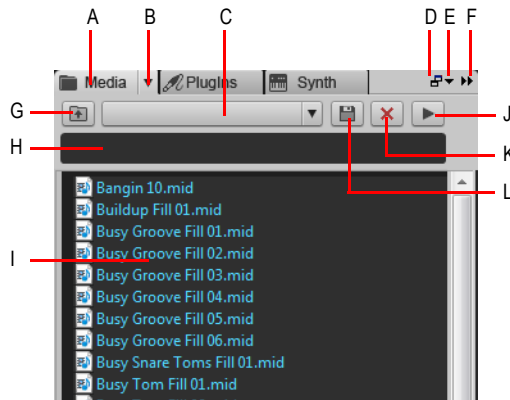 A B C D E F
Media PlugIns Synth
G
J
H
K
L
Bangin 10.mid
Buildup Fill 01.mid
Busy Groove Fill 01.mid
Busy Groove Fill 02.mid
I
Busy Groove Fill 03.mid
Busy Groove Fill 04.mid
Busy Groove Fill 05.mid
Busy Groove Fill 06.mid
Busy Snare Toms Fill 01.mid
Busy Tom Fill 01.mid